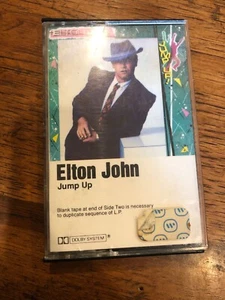 Elton John
Jump Up
Blank tape at end of Side Two is necessary
to duplicate sequence of L.P.
DOLBY SYSTEM